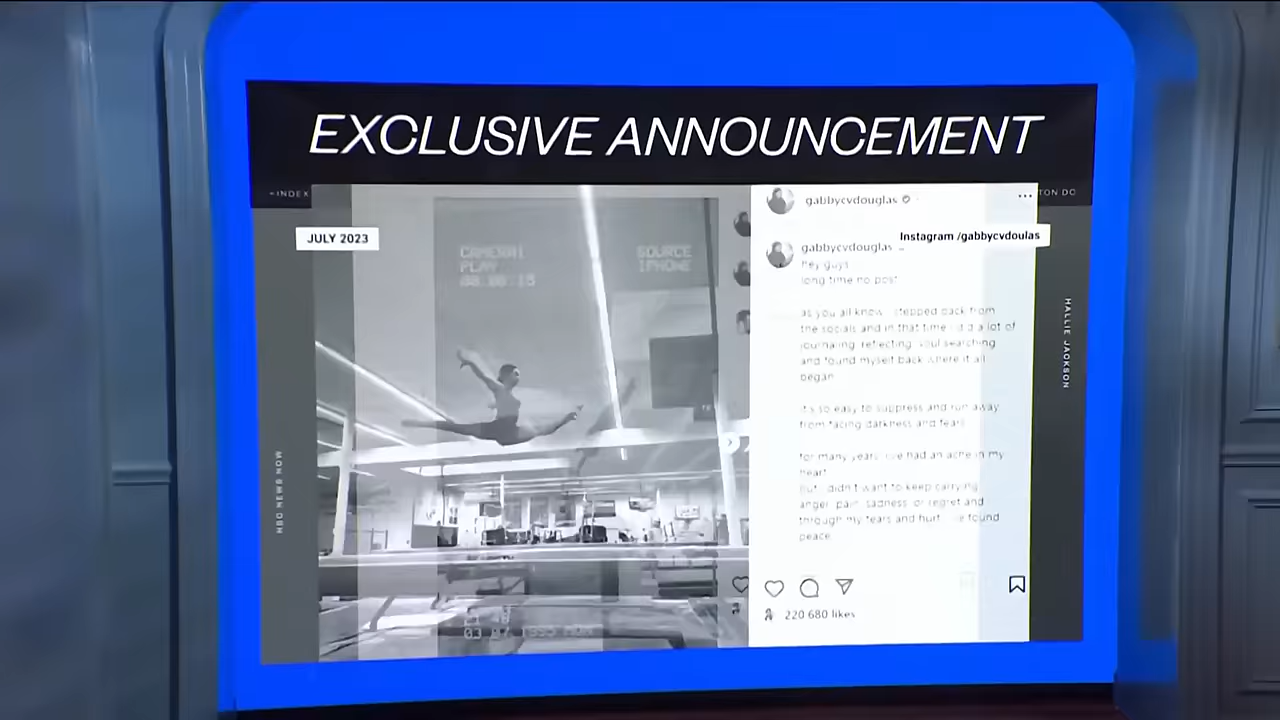 EXCLUSIVE ANNOUNCEMENT
INDEX
TON DC
JULY 2023
gabbycvdouglas
Instagram /gabbycvdoulas
gabbycvdouglas
hey guys
long time no post
CAMERA1
PLAY
SOURCE
IPHONE
as you all know stepped back from
the socials and in that time a lot of
journaling reflecting soul searching
and found myself back where it all
began
it's so easy to suppress and run away
from facing darkness and fears
for many years i've had an ache in my
heart
but i didn't want to keep carrying
anger pain sadness or regret and
through my tears and hurt found
peace
220 680 likes
HALLIE JACKSON
NEWS NOW